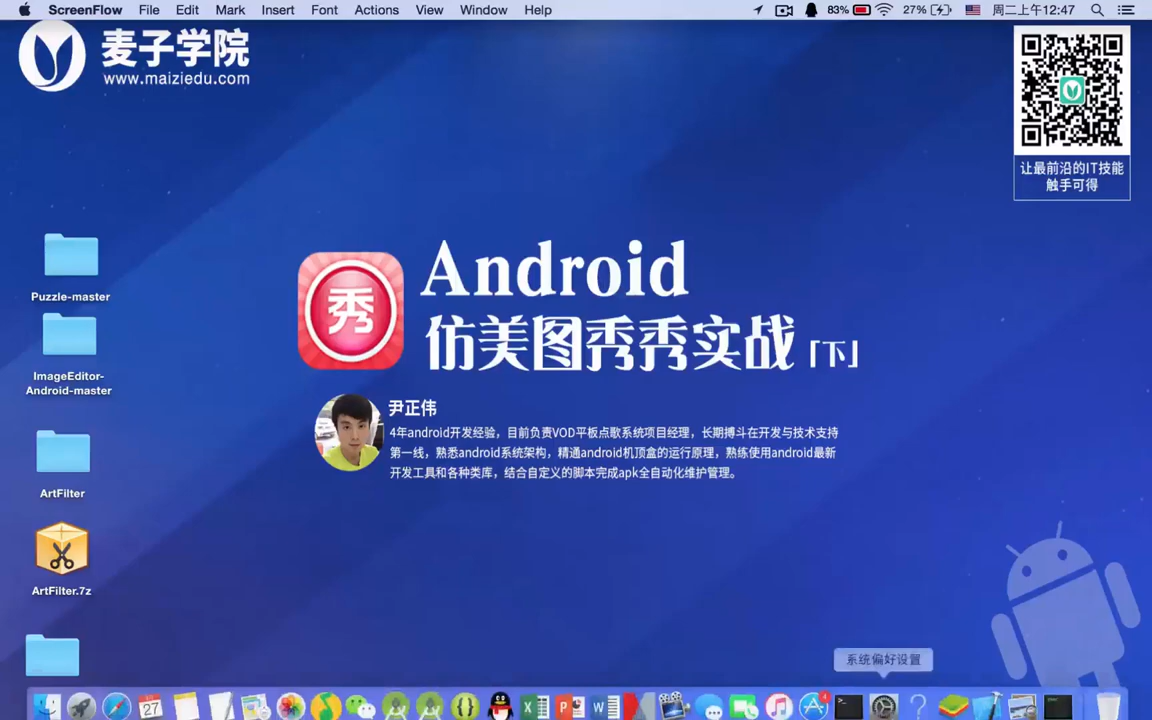 ScreenFlow File Edit Mark Insert Font Actions View Window Help 83% 27% 周二上午12:47
麦子学院
www.maiziedu.com
让最前沿的IT技能
触手可得
Puzzle-master
ImageEditor-
Android-master
ArtFilter
ArtFilter.7z
秀
Android
仿美图秀秀实战「下」
尹正伟
4年android开发经验，目前负责VOD平板点歌系统项目经理，长期搏斗在开发与技术支持
第一线，熟悉android系统架构，精通android机顶盒的运行原理，熟练使用android最新
开发工具和各种类库，结合自定义的脚本完成apk全自动化维护管理。
系统偏好设置
27
4